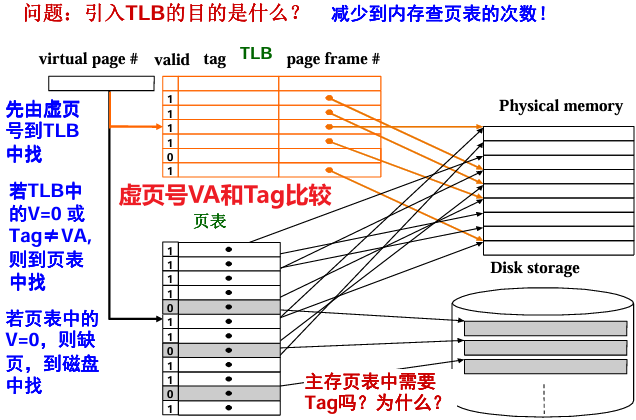 问题：引入TLB的目的是什么？ 减少到内存查页表的次数！
TLB
virtual page # valid tag page frame #
先由虚页
号到TLB
中找
1
1
1
1
0
1
Physical memory
若TLB中
的V=0 或
Tag≠VA,
则到页表
中找
虚页号VA和Tag比较
页表
1
1
1
1
0
1
1
0
1
1
0
1
Disk storage
若页表中的
V=0，则缺
页，到磁盘
中找
主存页表中需要
Tag吗？为什么？